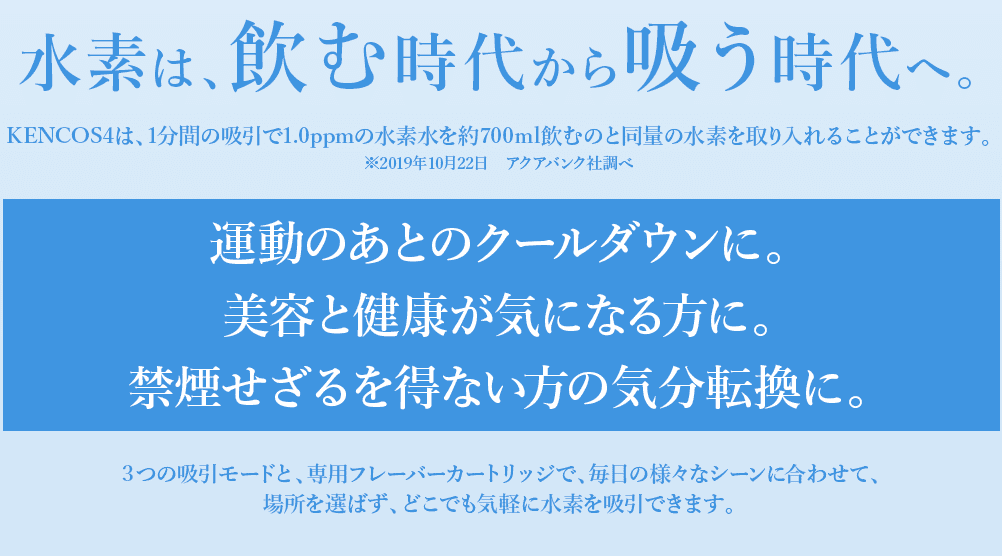 水素は、飲む時代から吸う時代へ。
KENCOS4は、1分間の吸引で1.0ppmの水素水を約700ml飲むのと同量の水素を取り入れることができます。
※2019年10月22日　アクアバンク社調べ
運動のあとのクールダウンに。
美容と健康が気になる方に。
禁煙せざるを得ない方の気分転換に。
3つの吸引モードと、専用フレーバーカートリッジで、毎日の様々なシーンに合わせて、
場所を選ばず、どこでも気軽に水素を吸引できます。